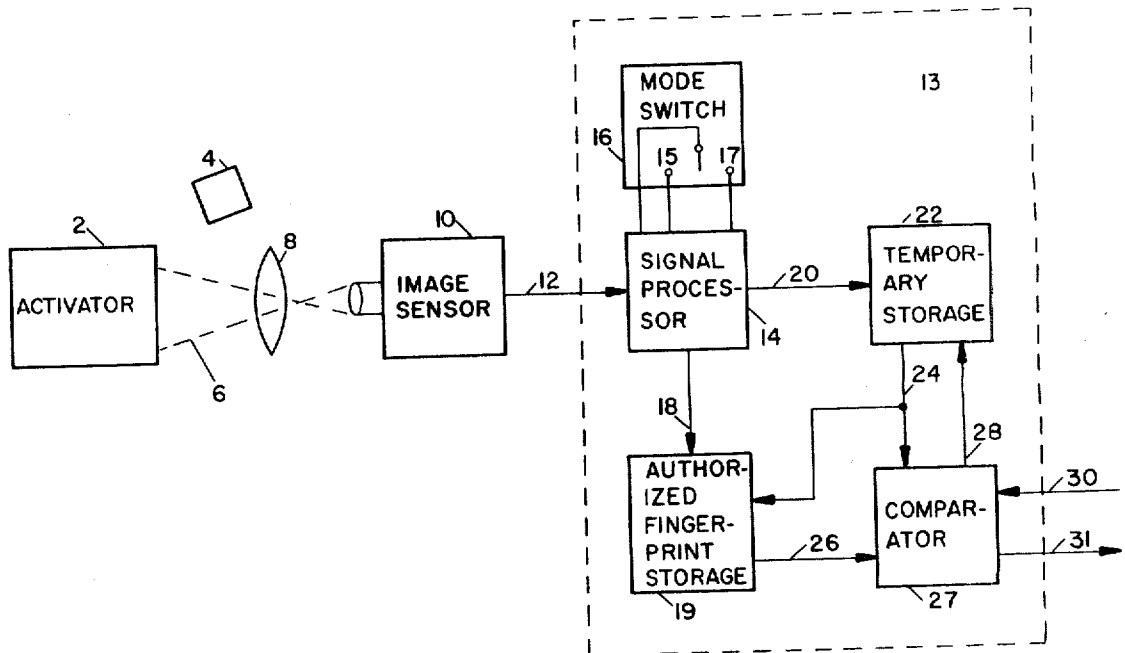 13
MODE
SWITCH
16
15
17
4
2
ACTIVATOR
8
6
10
IMAGE
SENSOR
12
SIGNAL
PROCES-
SOR
14
20
22
TEMPOR-
ARY
STORAGE
18
24
28
AUTHOR-
IZED
FINGER-
PRINT
STORAGE
19
26
COMPAR-
ATOR
27
30
31